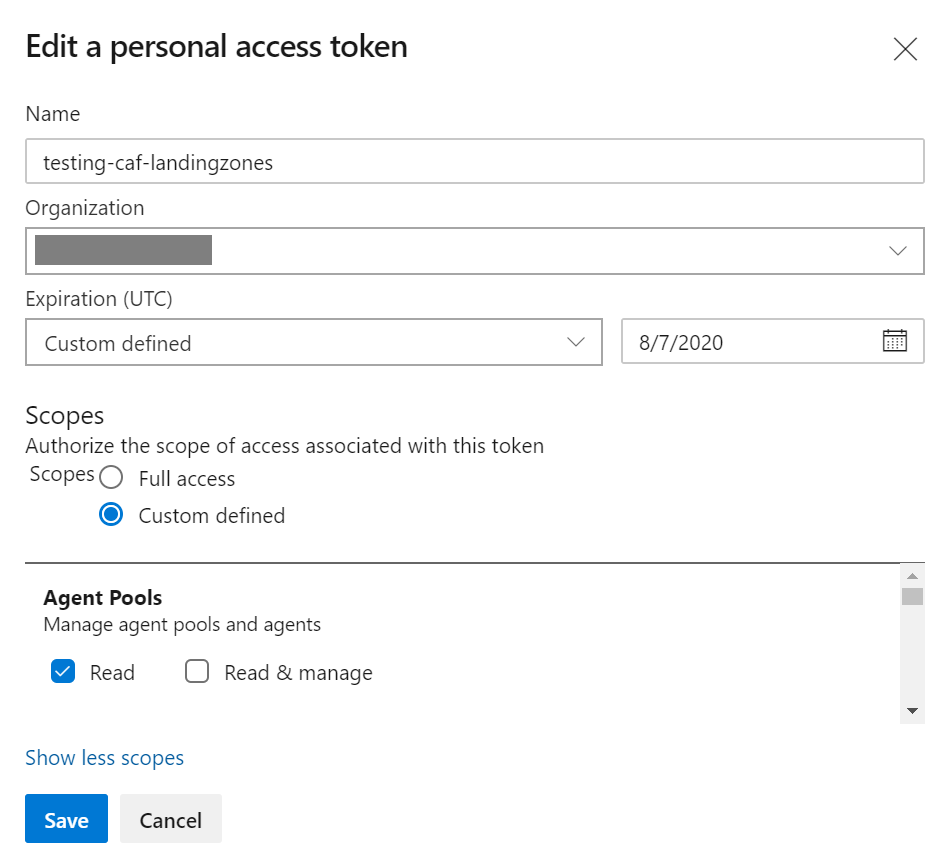 Edit a personal access token
Name
testing-caf-landingzones
Organization
Expiration (UTC)
Custom defined
8/7/2020
Scopes
Authorize the scope of access associated with this token
Scopes
Full access
Custom defined
Agent Pools
Manage agent pools and agents
Read
Read & manage
Show less scopes
Save
Cancel